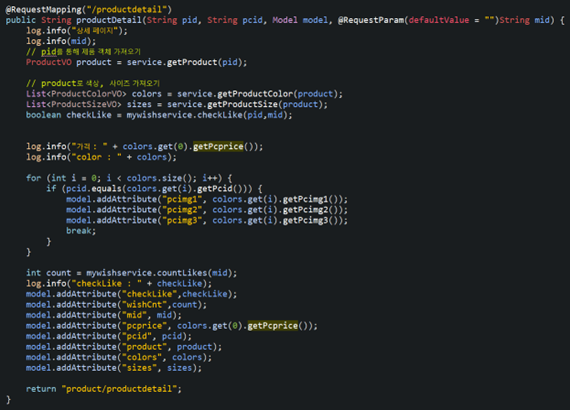 @RequestMapping("/productdetail")
public String productDetail(String pid, String pcid, Model model, @RequestParam(defaultValue = "")String mid) {
log.info("상세 페이지");
log.info(mid);
// pid를 통해 제품 객체 가져오기
ProductVO product = service.getProduct(pid);
// product로 색상, 사이즈 가져오기
List<ProductColorVO> colors = service.getProductColor(product);
List<ProductSizeVO> sizes = service.getProductSize(product);
boolean checkLike = mywishservice.checkLike(pid,mid);
log.info("가격 : " + colors.get(0).getPcprice());
log.info("color : " + colors);
for (int i = 0; i < colors.size(); i++) {
if (pcid.equals(colors.get(i).getPcid())) {
model.addAttribute("pcimg1", colors.get(i).getPcimg1());
model.addAttribute("pcimg2", colors.get(i).getPcimg2());
model.addAttribute("pcimg3", colors.get(i).getPcimg3());
break;
}
}
int count = mywishservice.countLikes(mid);
log.info("checkLike : " + checkLike);
model.addAttribute("checkLike",checkLike);
model.addAttribute("wishCnt",count);
model.addAttribute("mid", mid);
model.addAttribute("pcprice", colors.get(0).getPcprice());
model.addAttribute("pcid", pcid);
model.addAttribute("product", product);
model.addAttribute("colors", colors);
model.addAttribute("sizes", sizes);
return "product/productdetail";
}